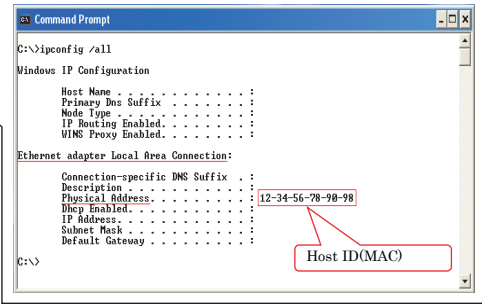 Command Prompt
C:\>ipconfig /all
Windows IP Configuration
Host Name . . . . . . . . . . . . :
Primary Dns Suffix . . . . . . . :
Node Type . . . . . . . . . . . . :
IP Routing Enabled. . . . . . . . :
WINS Proxy Enabled. . . . . . . . :
Ethernet adapter Local Area Connection:
Connection-specific DNS Suffix . :
Description . . . . . . . . . . . :
Physical Address. . . . . . . . . : 12-34-56-78-90-98
Dhcp Enabled. . . . . . . . . . . :
IP Address. . . . . . . . . . . . :
Subnet Mask . . . . . . . . . . . :
Default Gateway . . . . . . . . . :
Host ID(MAC)
C:\>